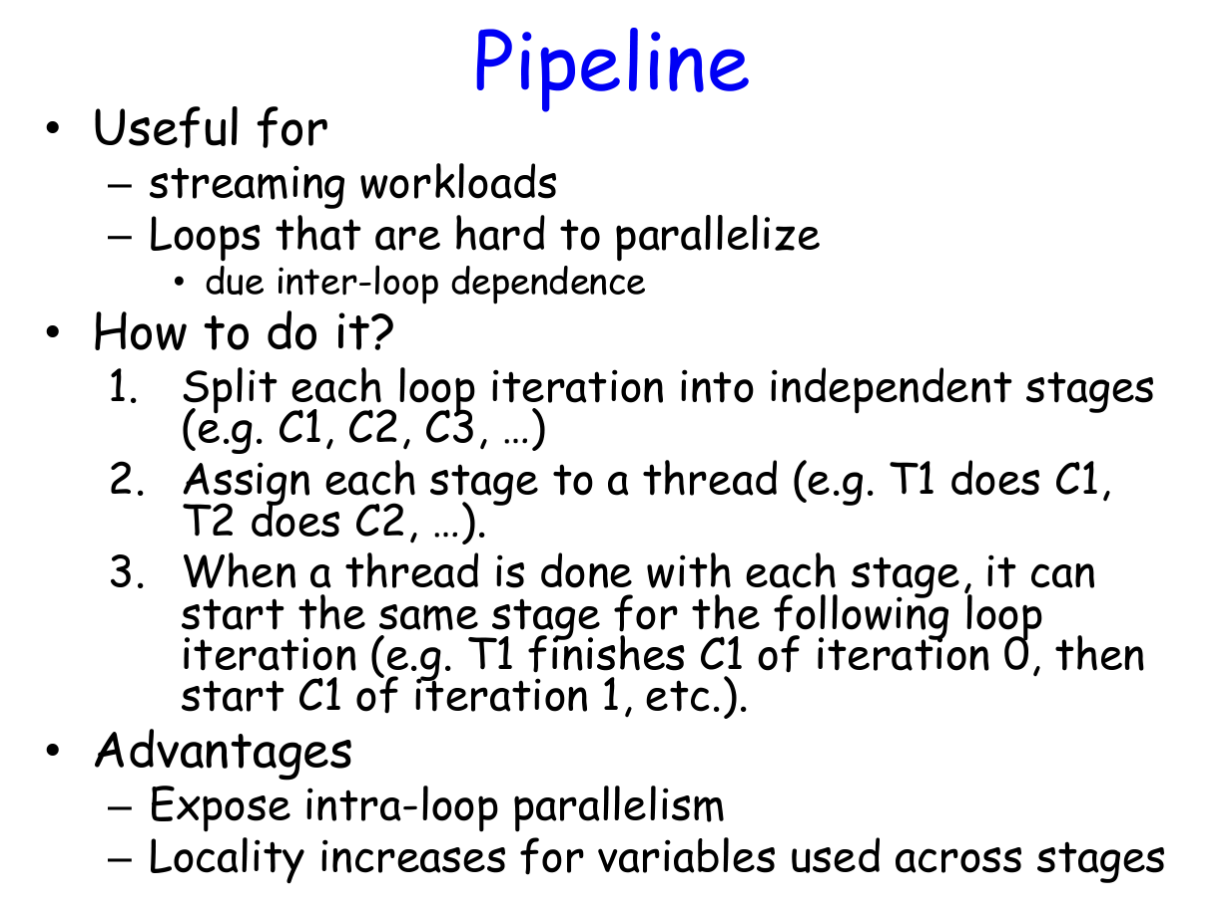 Pipeline
• Useful for
– streaming workloads
– Loops that are hard to parallelize
• due inter-loop dependence
• How to do it?
1. Split each loop iteration into independent stages
(e.g. C1, C2, C3, …)
2. Assign each stage to a thread (e.g. T1 does C1,
T2 does C2, …).
3. When a thread is done with each stage, it can
start the same stage for the following loop
iteration (e.g. T1 finishes C1 of iteration 0, then
start C1 of iteration 1, etc.).
• Advantages
– Expose intra-loop parallelism
– Locality increases for variables used across stages